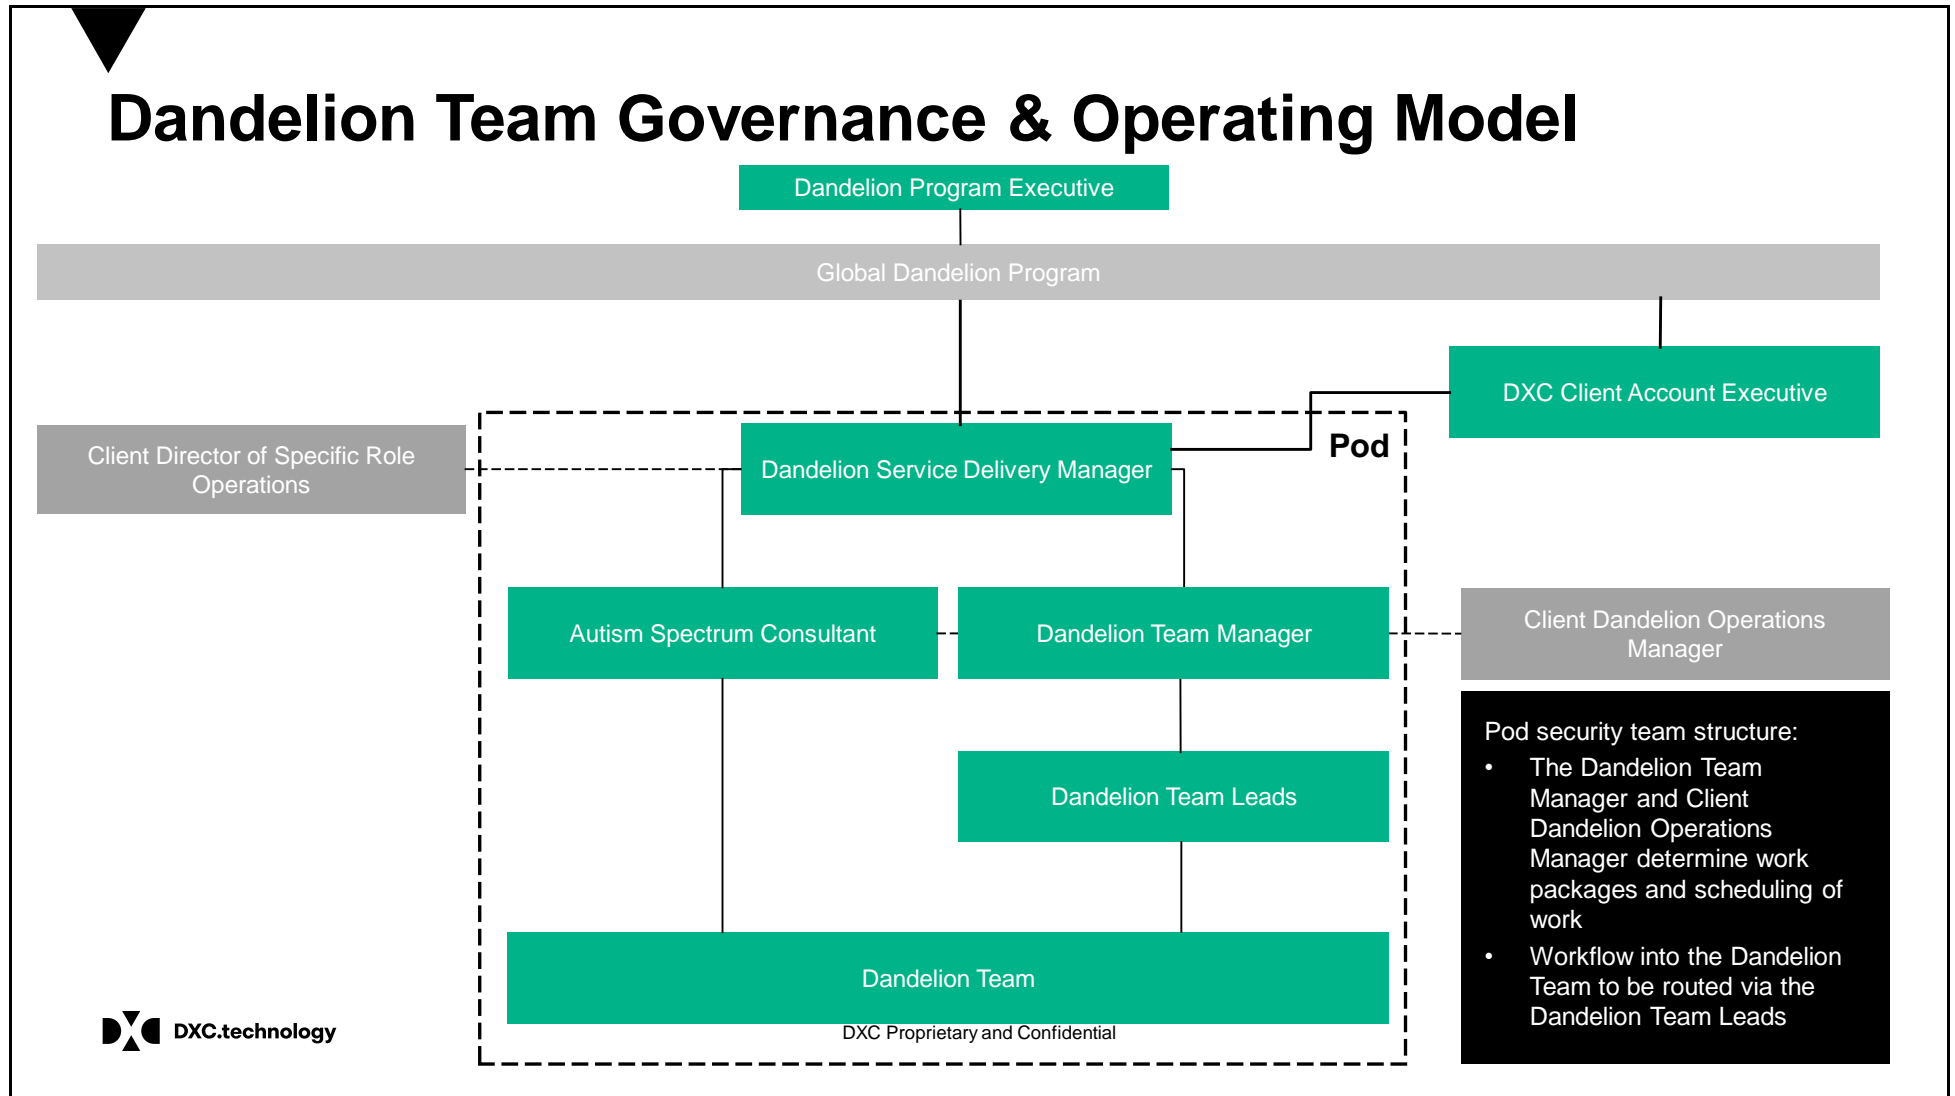 Dandelion Team Governance & Operating Model
Dandelion Program Executive
Global Dandelion Program
DXC Client Account Executive
Client Director of Specific Role
Operations
Pod
Dandelion Service Delivery Manager
Autism Spectrum Consultant
Dandelion Team Manager
Client Dandelion Operations
Manager
Dandelion Team Leads
Pod security team structure:
• The Dandelion Team
Manager and Client
Dandelion Operations
Manager determine work
packages and scheduling of
work
• Workflow into the Dandelion
Team to be routed via the
Dandelion Team Leads
Dandelion Team
DXC Proprietary and Confidential
DXC.technology